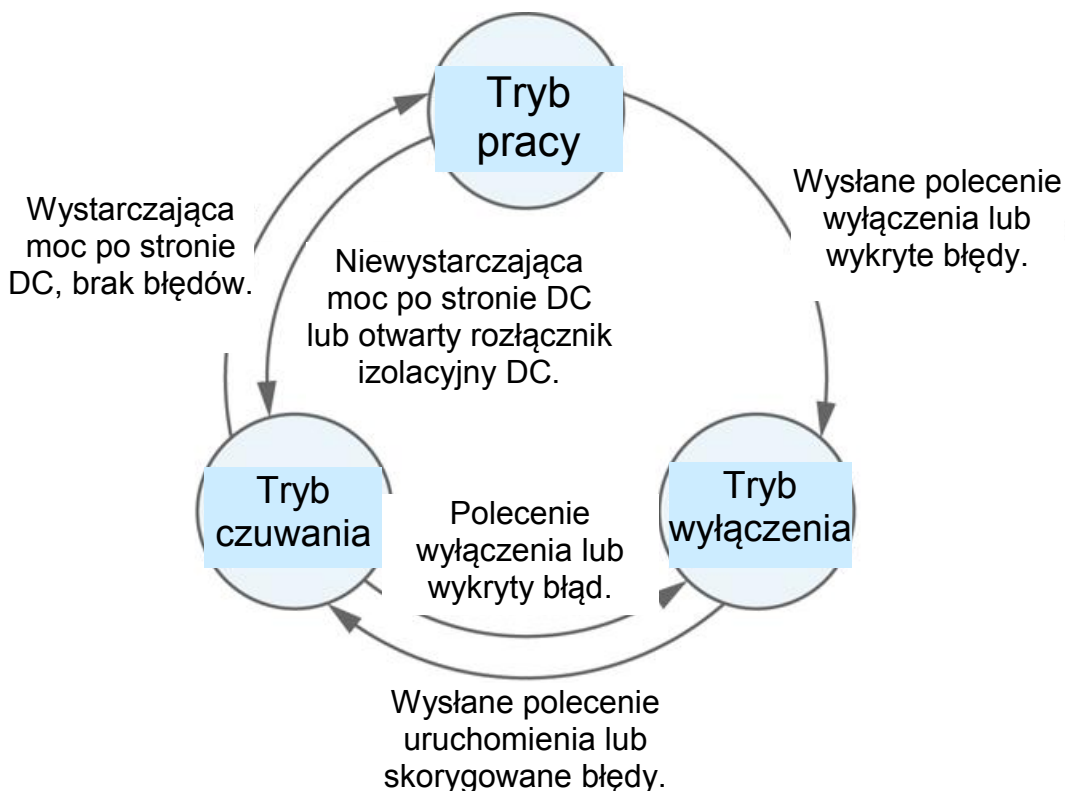 Tryb
pracy
Wystarczająca
moc po stronie
DC, brak błędów.
Niewystarczająca
moc po stronie DC
lub otwarty rozłącznik
izolacyjny DC.
Wysłane polecenie
wyłączenia lub
wykryte błędy.
Tryb
czuwania
Polecenie
wyłączenia lub
wykryty błąd.
Tryb
wyłączenia
Wysłane polecenie
uruchomienia lub
skorygowane błędy.